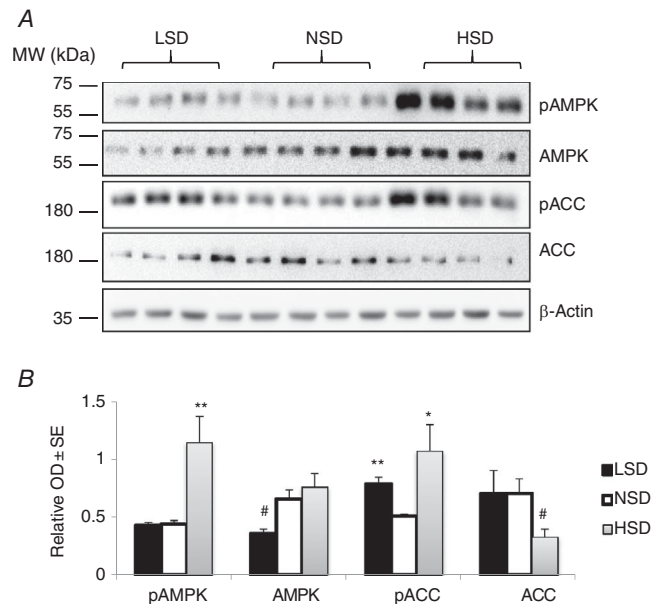 A
LSD NSD HSD
MW (kDa)
75
55
pAMPK
75
55
AMPK
180
pACC
180
ACC
35
β-Actin
B
Relative OD ± SE
1.5
1
0.5
0
**
#
**
*
#
pAMPK AMPK pACC ACC
LSD
NSD
HSD